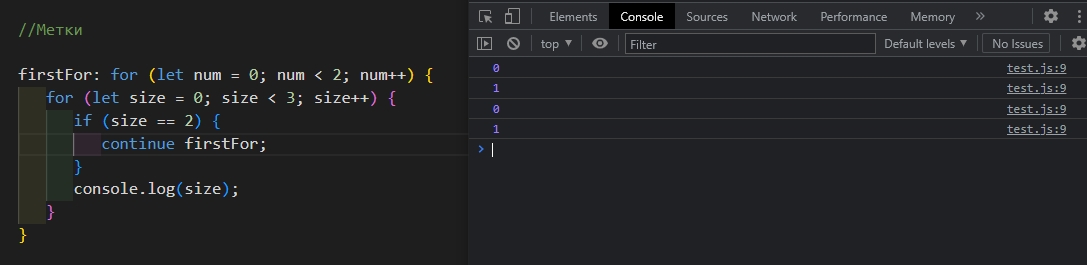 //Метки
firstFor: for (let num = 0; num < 2; num++) {
for (let size = 0; size < 3; size++) {
if (size == 2) {
continue firstFor;
}
console.log(size);
}
}
Elements Console Sources Network Performance Memory »
top ▼ Filter Default levels ▼ No Issues
0 test.js:9
1 test.js:9
0 test.js:9
1 test.js:9
>